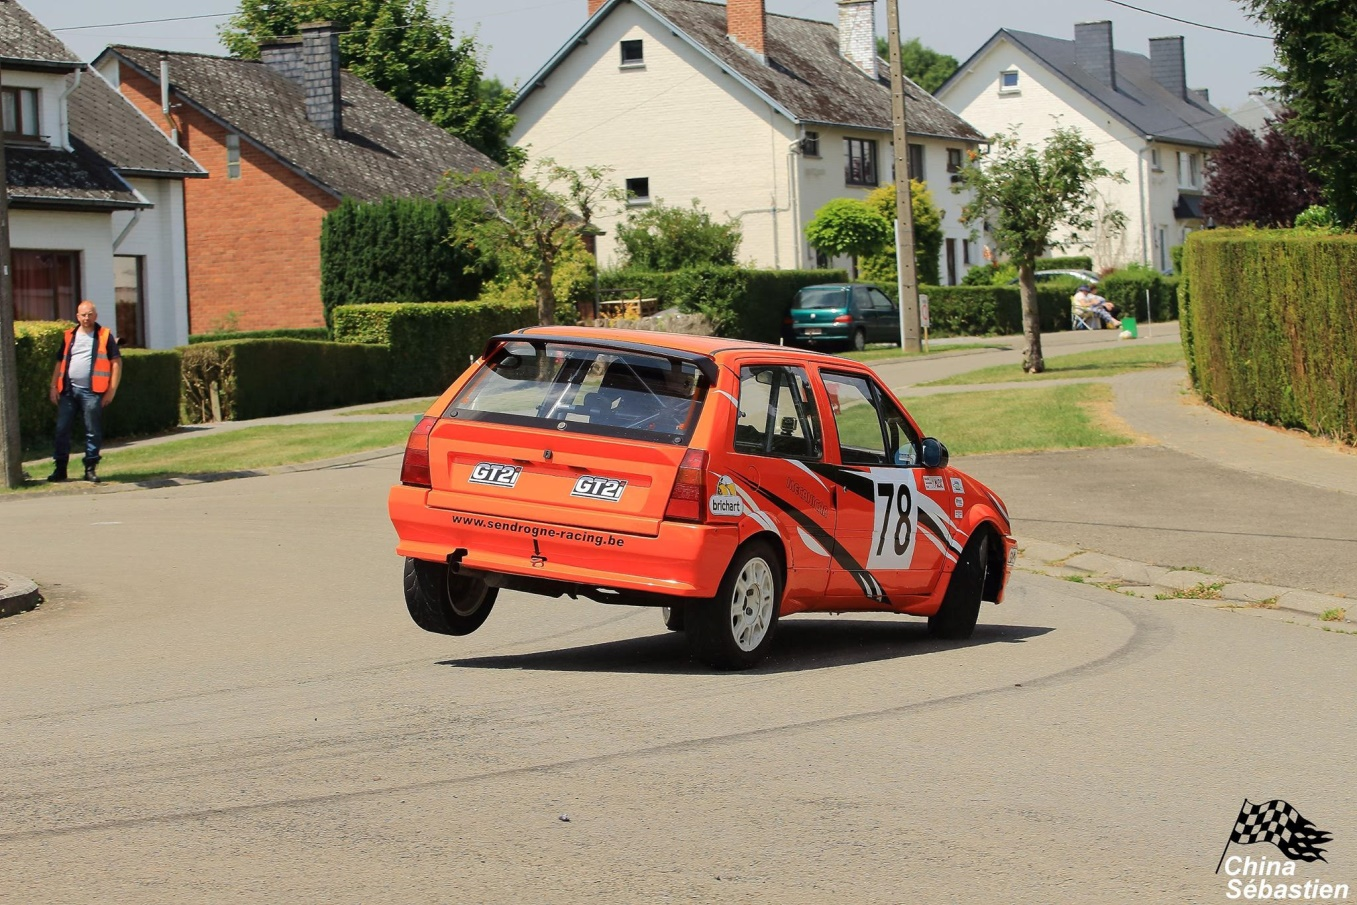 GT2i
GT2i
www.sendrogne-racing.be
brichart
78
China
Sébastien